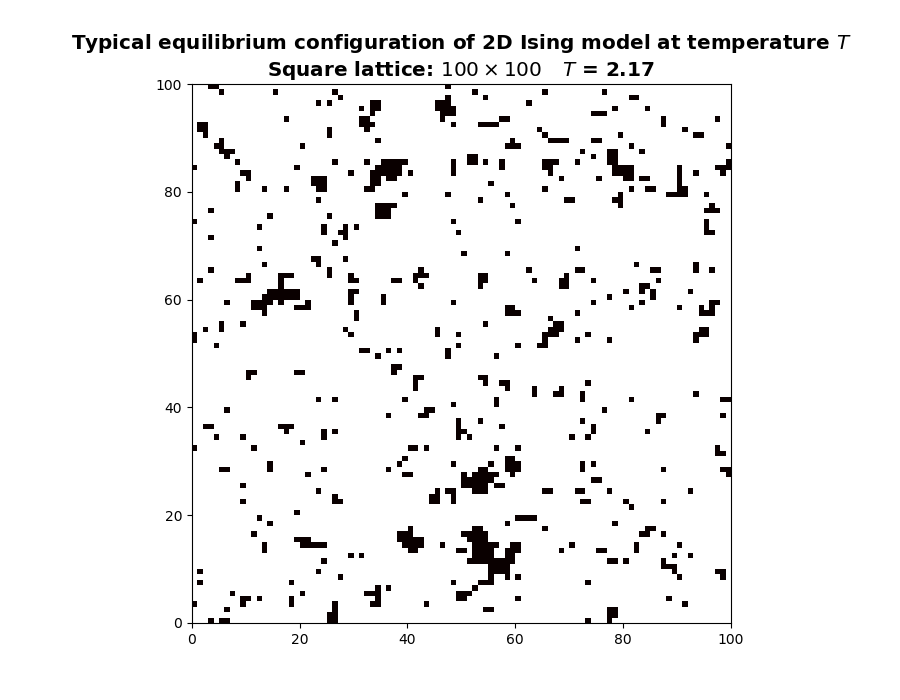 Typical equilibrium configuration of 2D Ising model at temperature T
Square lattice: 100 × 100 T = 2.17
100
80
60
40
20
0
0 20 40 60 80 100